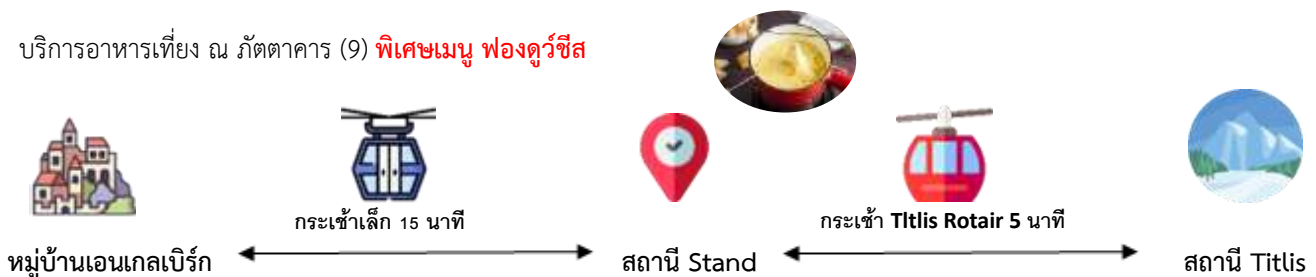 บริการอาหารเที่ยง ณ ภัตตาคาร (9) พิเศษเมนู ฟองดูว์ชีส
กระเช้าเล็ก 15 นาที
กระเช้า Tltlis Rotair 5 นาที
หมู่บ้านเอนเกลเบิร์ก
สถานี Stand
สถานี Titlis